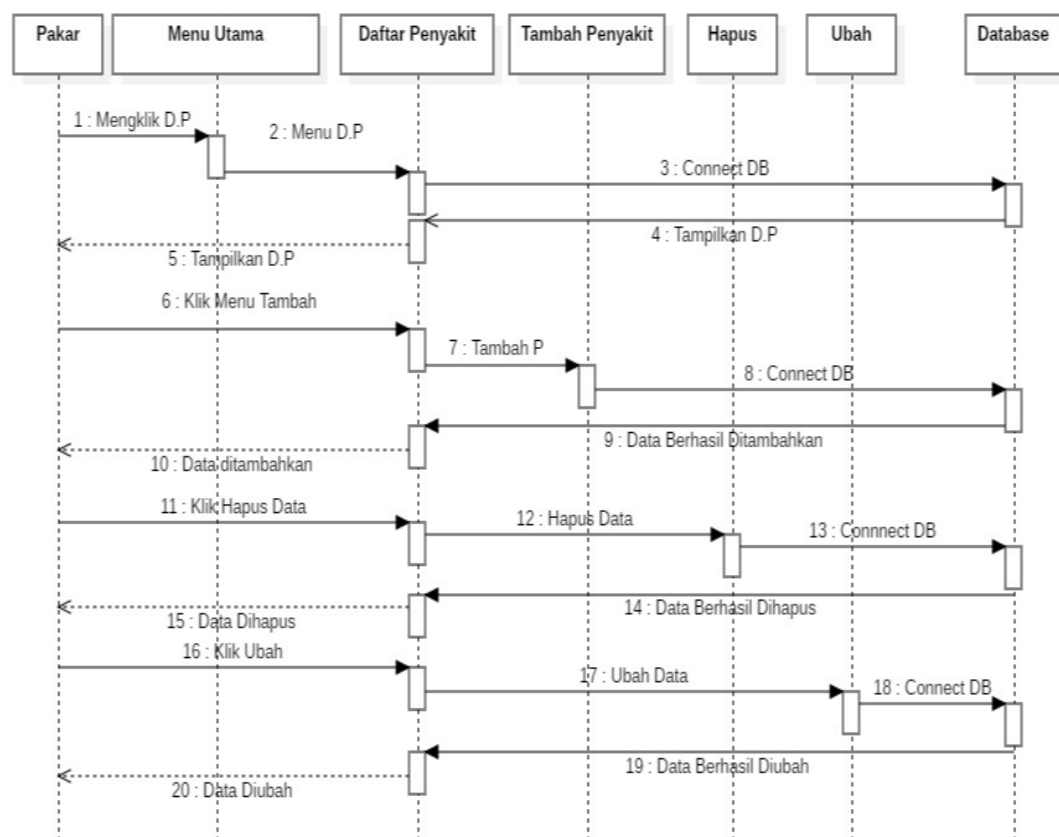 Pakar
Menu Utama
Daftar Penyakit
Tambah Penyakit
Hapus
Ubah
Database
1 : Mengklik D.P
2 : Menu D.P
3 : Connect DB
4 : Tampilkan D.P
5 : Tampilkan D.P
6 : Klik Menu Tambah
7 : Tambah P
8 : Connect DB
9 : Data Berhasil Ditambahkan
10 : Data ditambahkan
11 : Klik Hapus Data
12 : Hapus Data
13 : Connnect DB
14 : Data Berhasil Dihapus
15 : Data Dihapus
16 : Klik Ubah
17 : Ubah Data
18 : Connect DB
19 : Data Berhasil Diubah
20 : Data Diubah